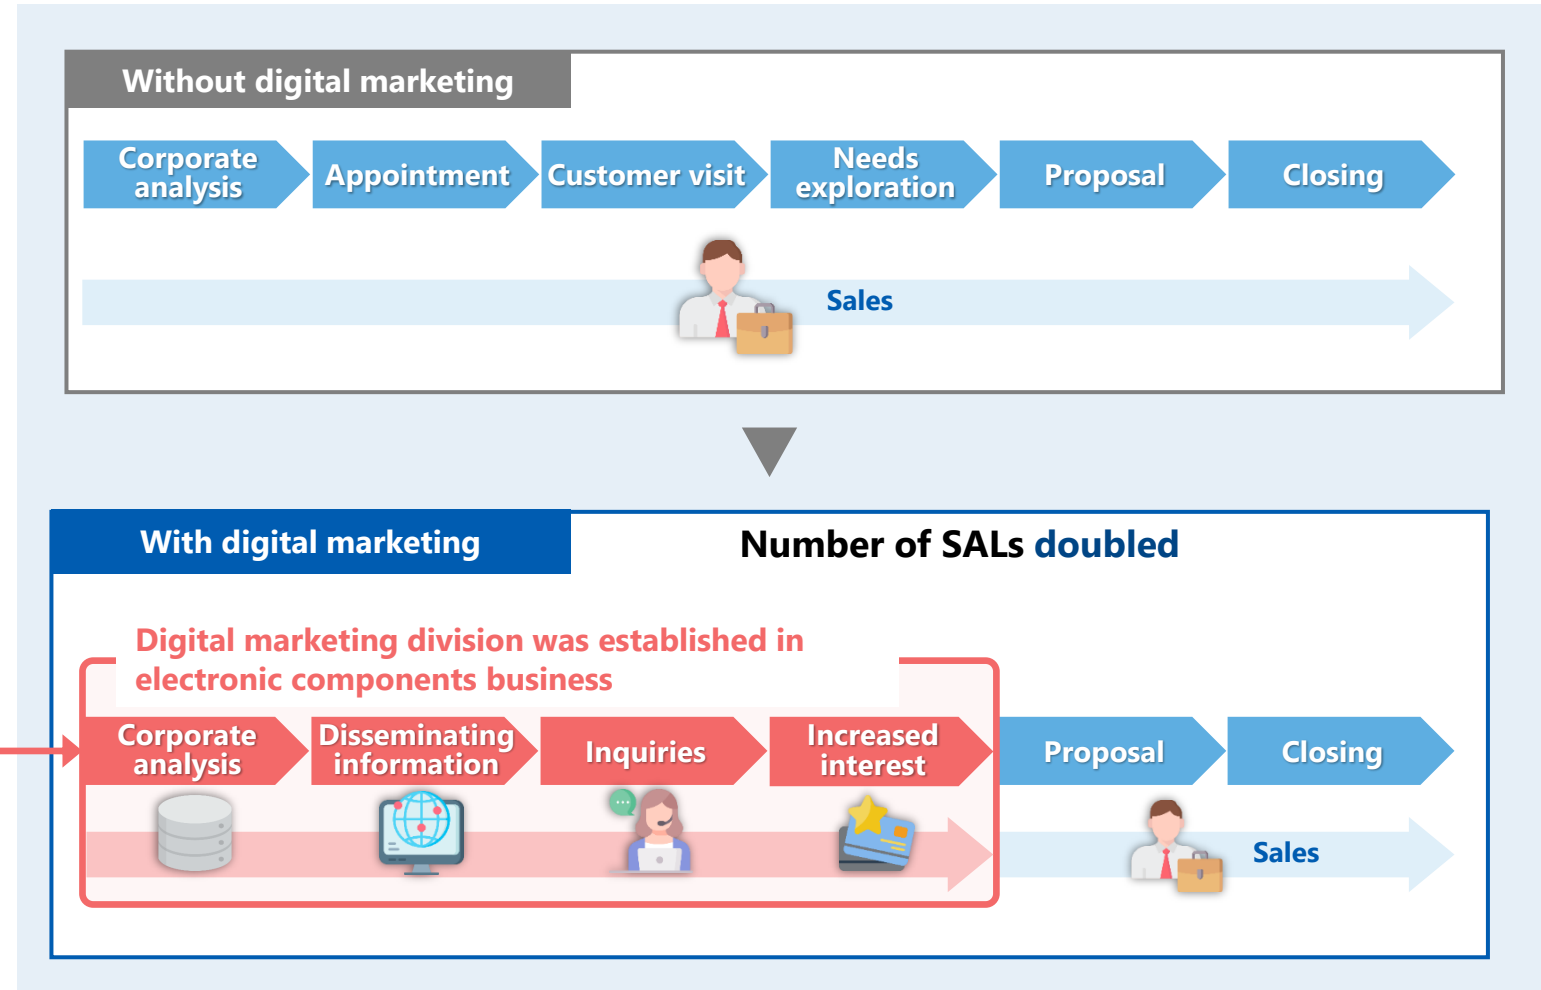 Without digital marketing
Corporate
analysis
Appointment
Customer visit
Needs
exploration
Proposal
Closing
Sales
With digital marketing
Number of SALs doubled
Digital marketing division was established in
electronic components business
Corporate
analysis
Disseminating
information
Inquiries
Increased
interest
Proposal
Closing
Sales